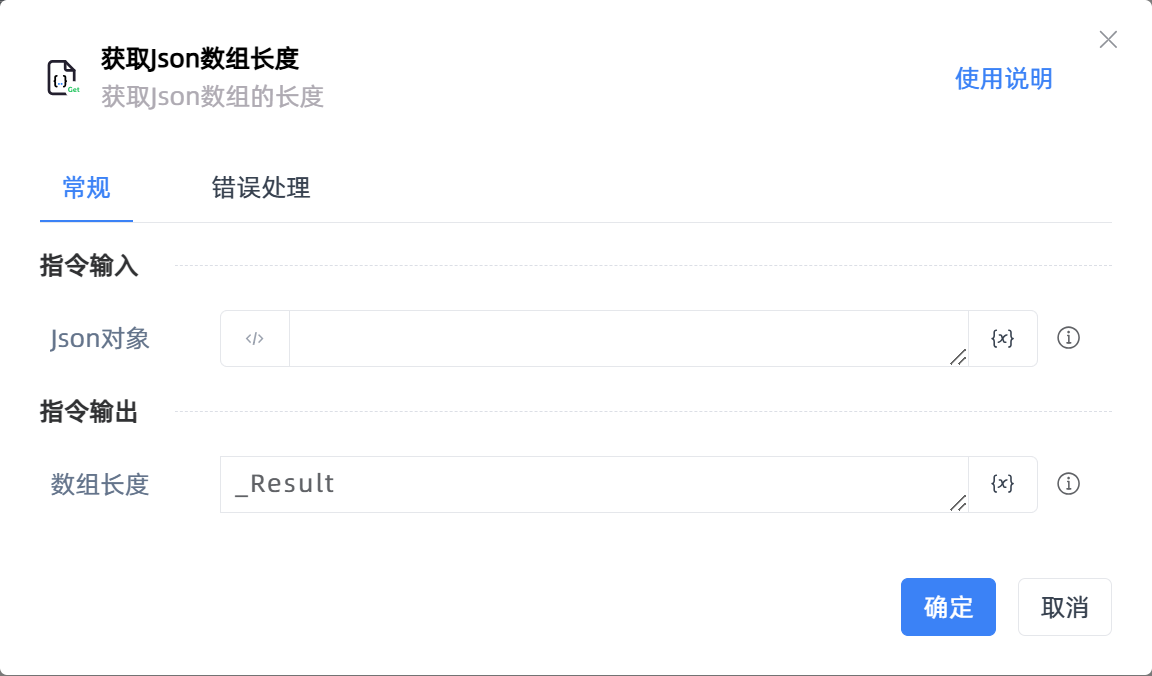 获取Json数组长度
获取Json数组的长度
使用说明
{..}
Get
常规
错误处理
指令输入
Json对象
</>
{x}
指令输出
数组长度
_Result
{x}
确定
取消